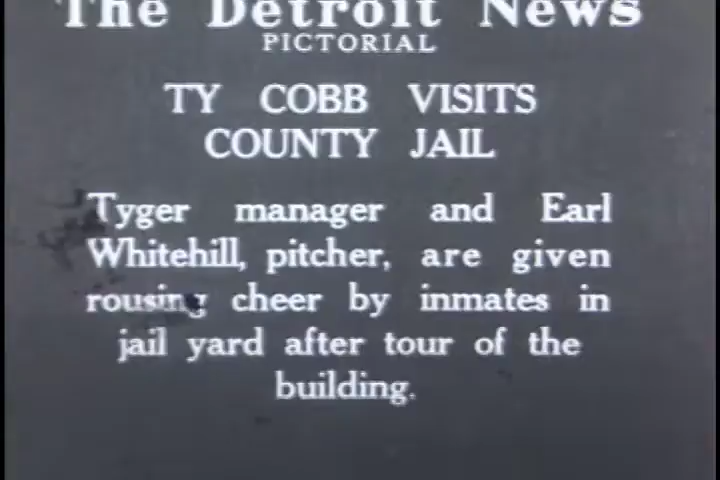 The Detroit News
PICTORIAL
TY COBB VISITS
COUNTY JAIL
Tyger manager and Earl
Whitehill, pitcher, are given
rousing cheer by inmates in
jail yard after tour of the
building.